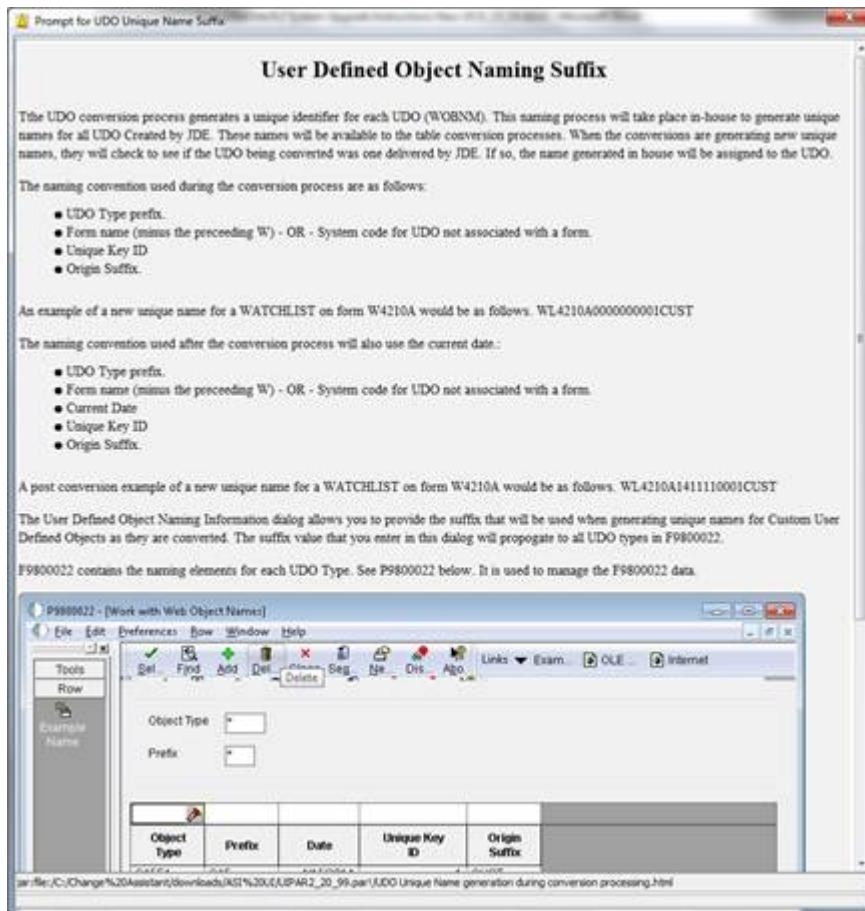 Prompt for UDO Unique Name Suffix
User Defined Object Naming Suffix
Tthe UDO conversion process generates a unique identifier for each UDO (WOBNM). This naming process will take place in-house to generate unique
names for all UDO Created by JDE. These names will be available to the table conversion processes. When the conversions are generating new unique
names, they will check to see if the UDO being converted was one delivered by JDE. If so, the name generated in house will be assigned to the UDO.
The naming convention used during the conversion process are as follows:
● UDO Type prefix.
● Form name (minus the preceeding W) - OR - System code for UDO not associated with a form.
● Unique Key ID
● Origin Suffix.
An example of a new unique name for a WATCHLIST on form W4210A would be as follows. WL4210A0000000001CUST
The naming convention used after the conversion process will also use the current date.:
● UDO Type prefix.
● Form name (minus the preceeding W) - OR - System code for UDO not associated with a form.
● Current Date
● Unique Key ID
● Origin Suffix.
A post conversion example of a new unique name for a WATCHLIST on form W4210A would be as follows. WL4210A1411110001CUST
The User Defined Object Naming Information dialog allows you to provide the suffix that will be used when generating unique names for Custom User
Defined Objects as they are converted. The suffix value that you enter in this dialog will propogate to all UDO types in F9800022.
F9800022 contains the naming elements for each UDO Type. See P9800022 below. It is used to manage the F9800022 data.
P9800022 - [Work with Web Object Names]
File Edit Preferences Row Window Help
Tools
Row
Example
Name
Sel... Find Add Del... Seq... Ne... Dis... Abo... Links Exam... OLE ... Internet
Delete
Object Type *
Prefix *
Object Type Prefix Date Unique Key ID Origin Suffix
jar:file:/C:/Change%20Assistant/downloads/ASI%20UL/UIPAR2_20_99.par!/UDO Unique Name generation during conversion processing.html